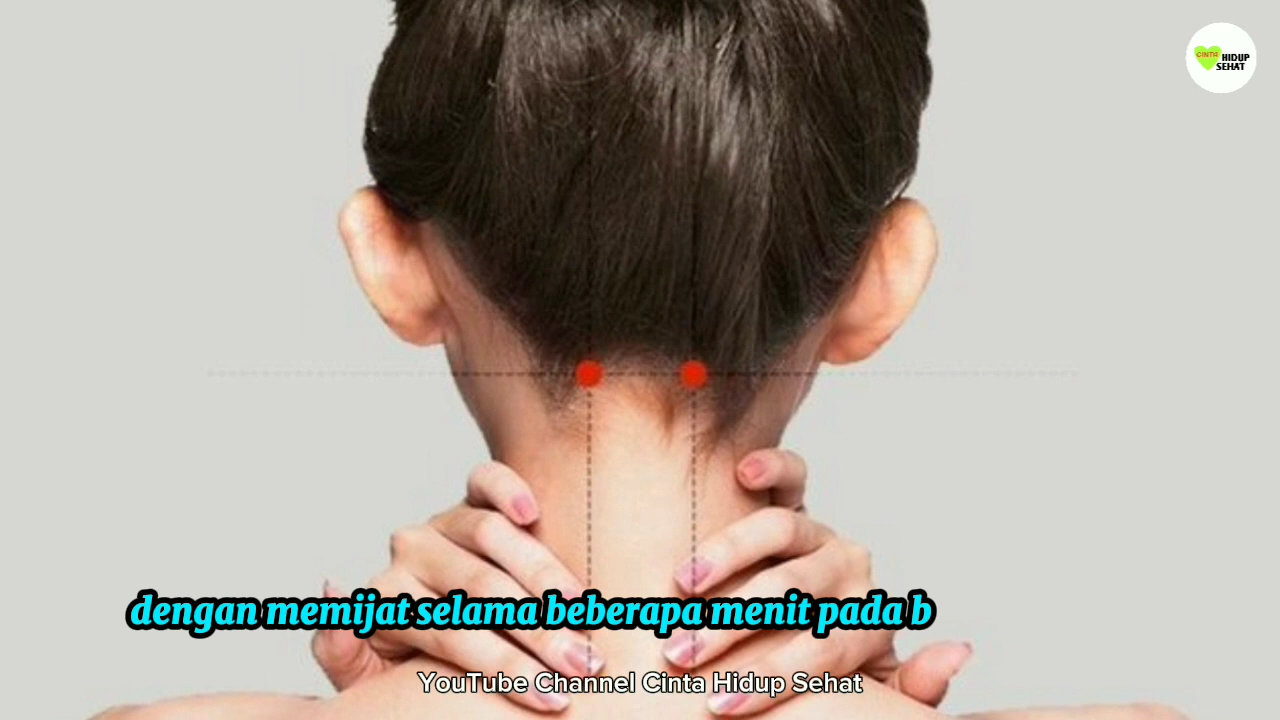 CINTA HIDUP
SEHAT
dengan memijat selama beberapa menit pada b
YouTube Channel Cinta Hidup Sehat